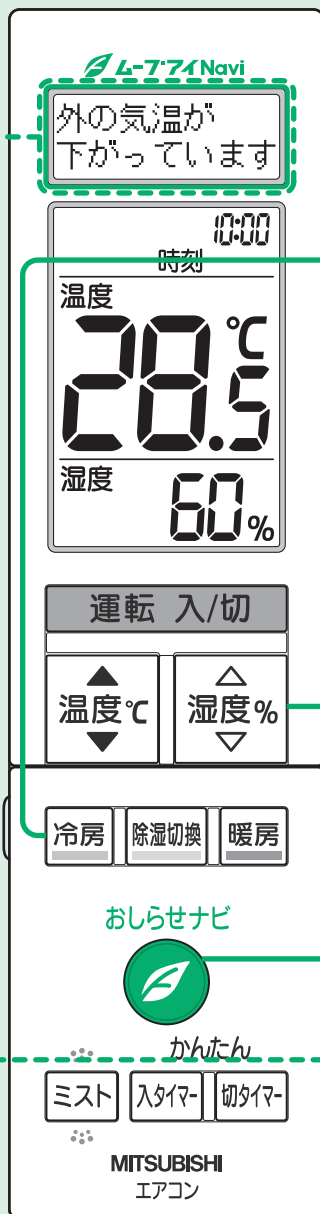 ムーブアイNavi
外の気温が
下がっています
10:00
時刻
温度
28.5℃
湿度
60%
運転 入/切
▲ △
温度℃ 湿度%
▼ ▽
冷房 除湿切換 暖房
おしらせナビ
かんたん
ミスト 入タイマー 切タイマー
MITSUBISHI
エアコン